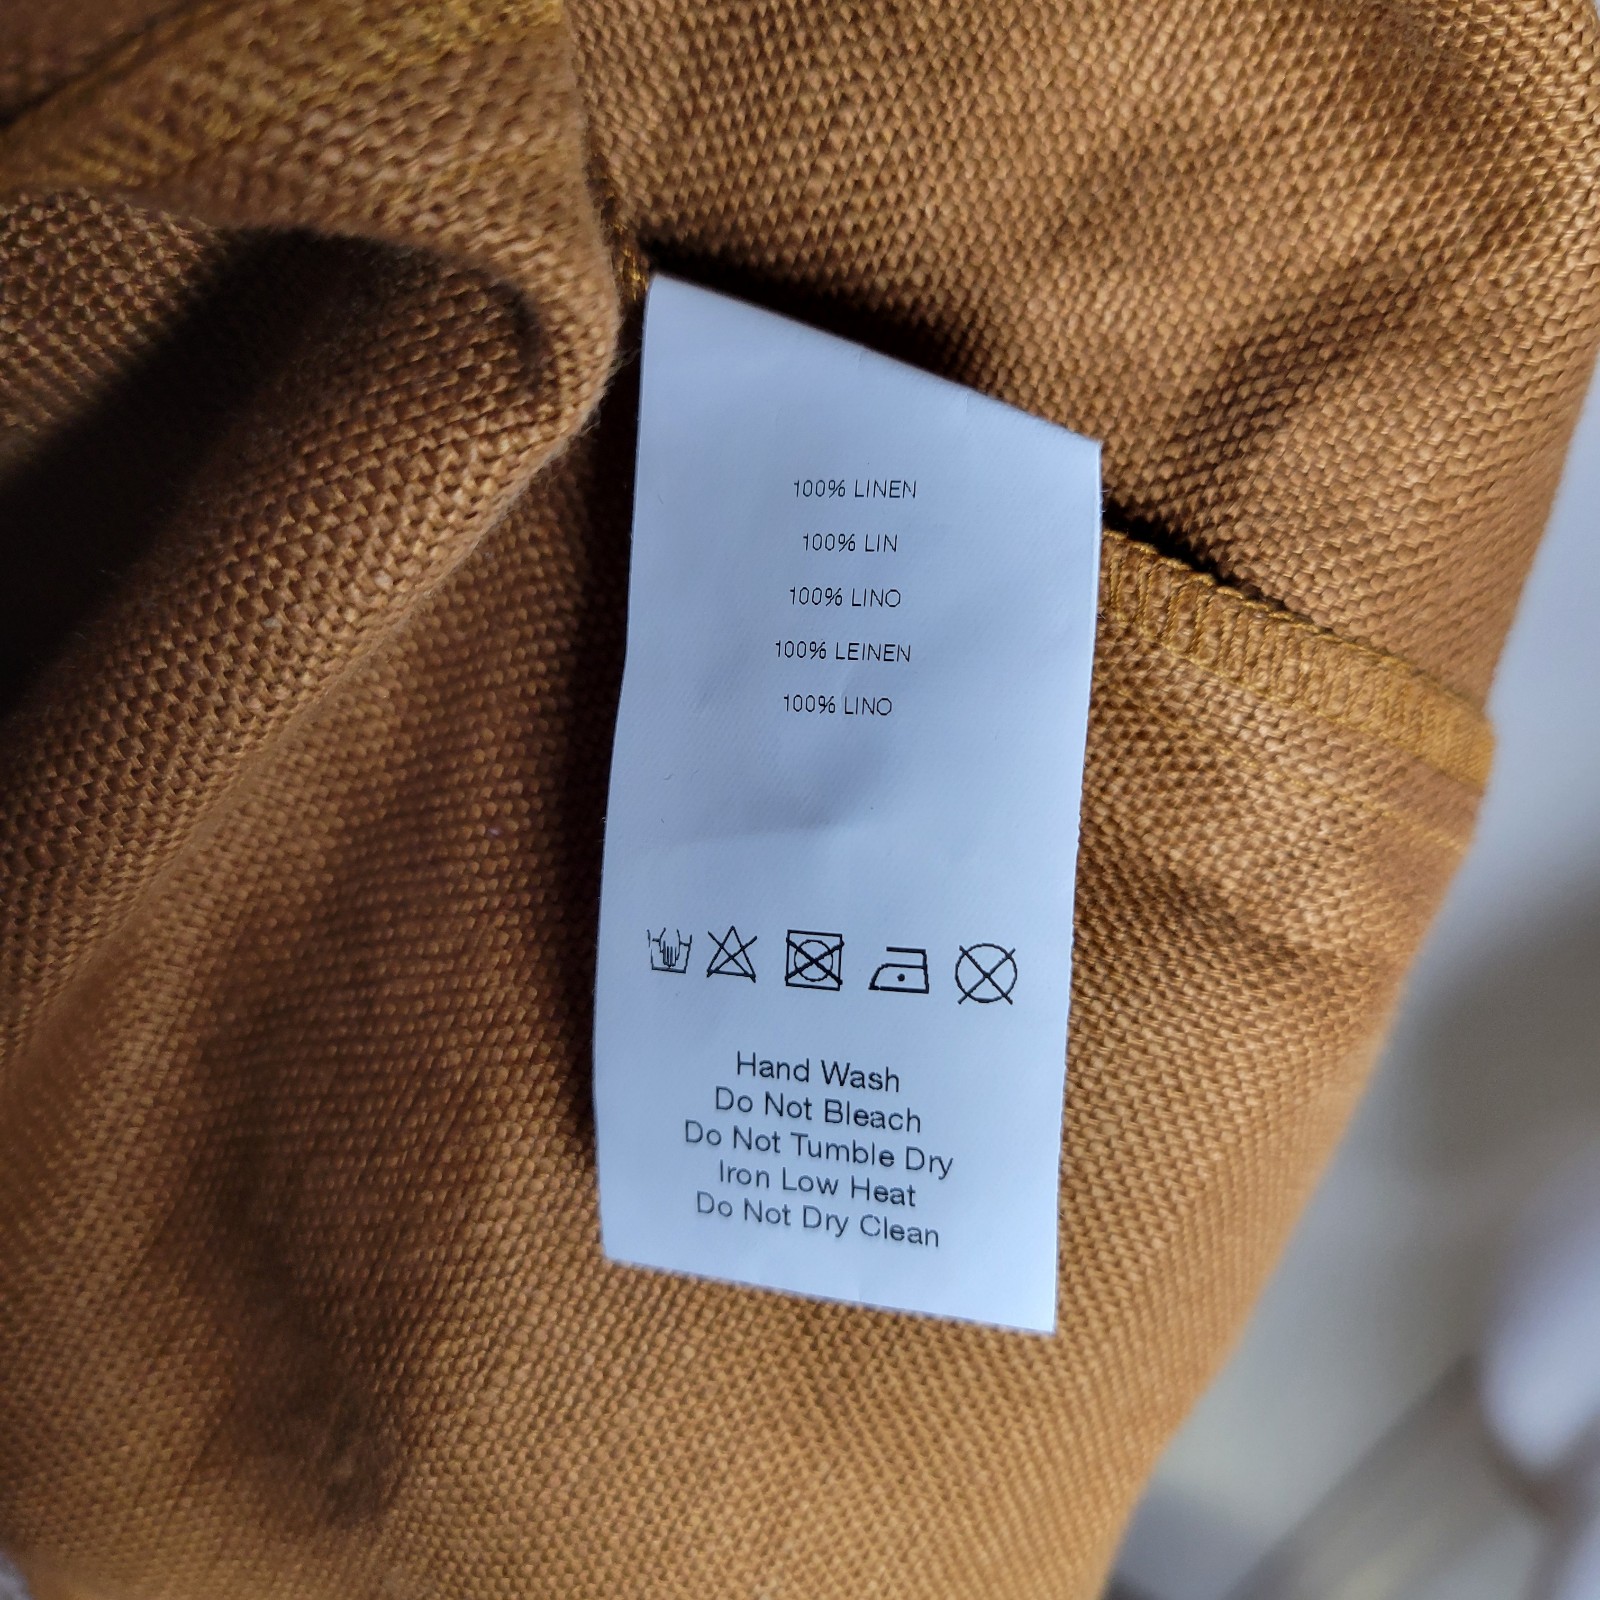 100% LINEN
100% LIN
100% LINO
100% LEINEN
100% LINO
Hand Wash
Do Not Bleach
Do Not Tumble Dry
Iron Low Heat
Do Not Dry Clean